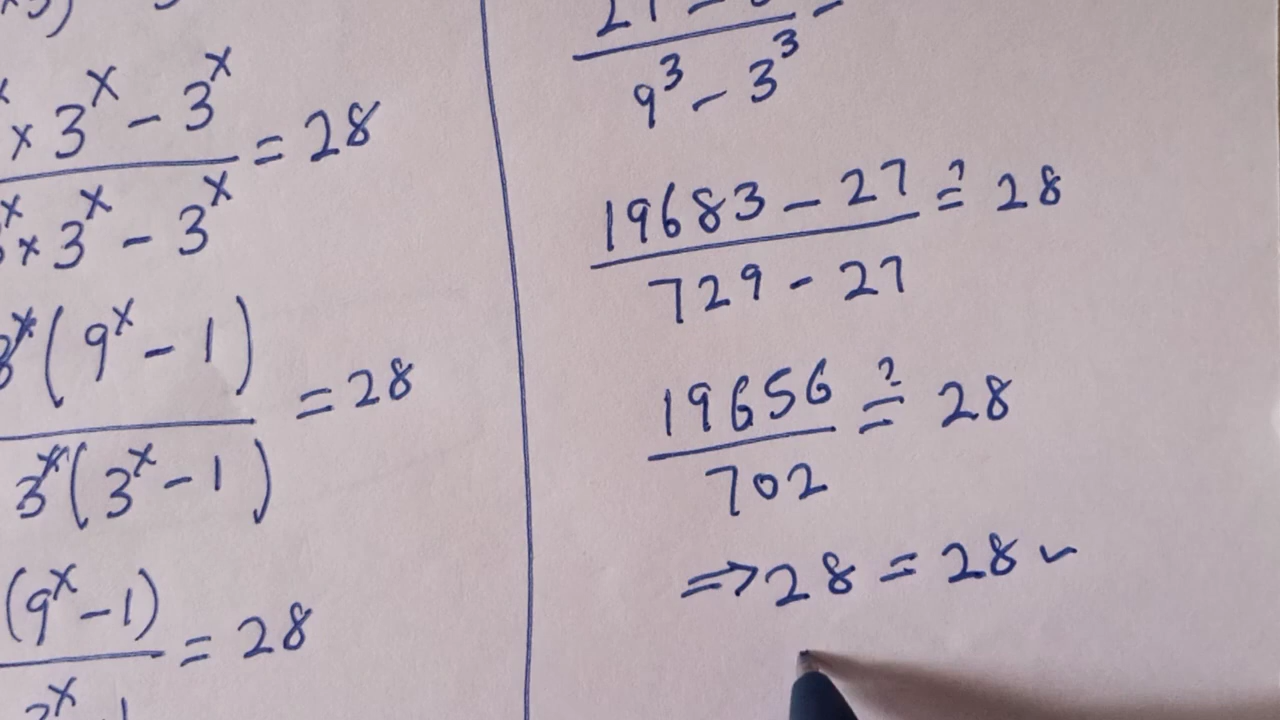 x 3^x - 3^x = 28
x 3^x - 3^x
3^x (9^x - 1) = 28
3^x (3^x - 1)
(9^x - 1) = 28
9^3 - 3^3
19683 - 27 ≟ 28
729 - 27
19656 ≟ 28
702
⇒ 28 = 28 ✓